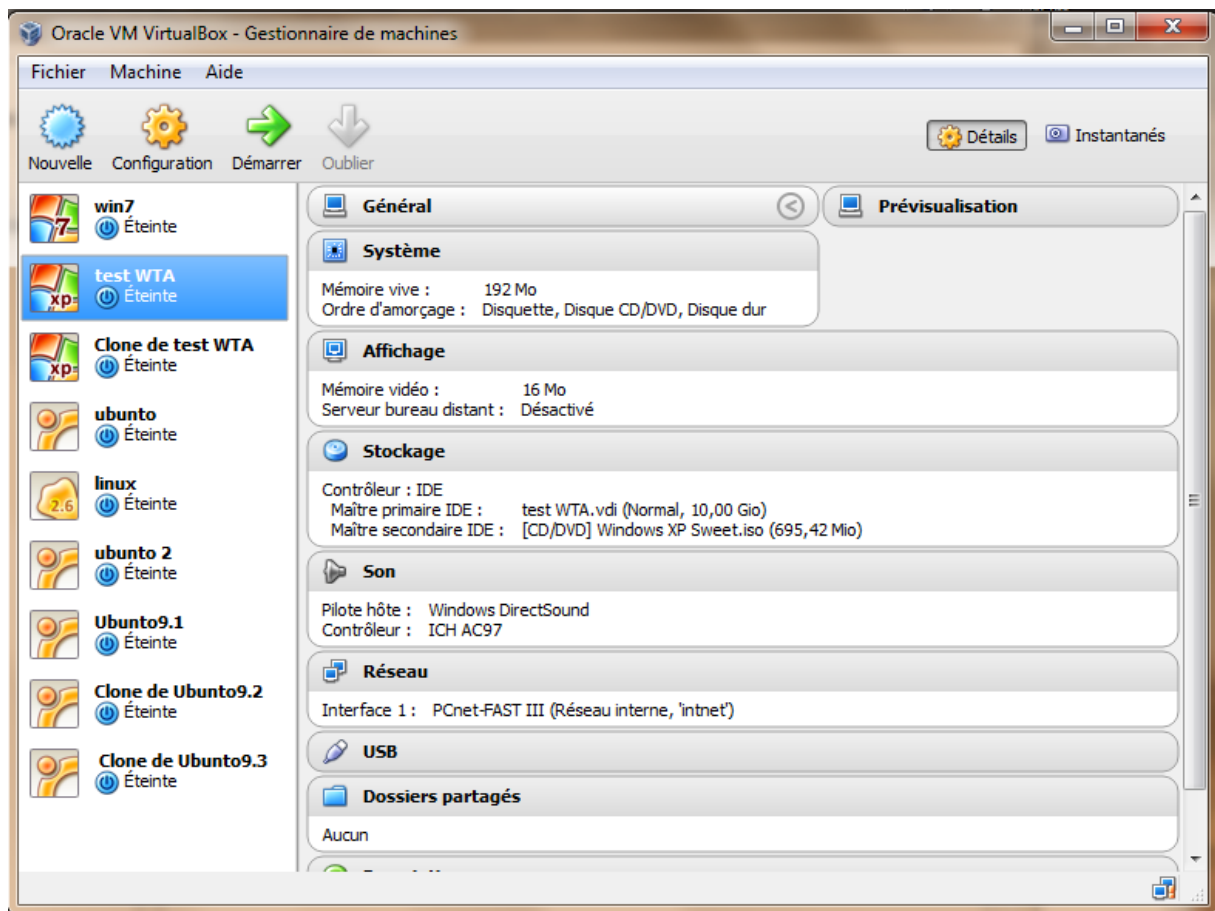 Oracle VM VirtualBox - Gestionnaire de machines
Fichier Machine Aide
Nouvelle Configuration Démarrer Oublier
Détails Instantanés
win7
Éteinte
test WTA
Éteinte
Clone de test WTA
Éteinte
ubunto
Éteinte
linux
Éteinte
ubunto 2
Éteinte
Ubunto9.1
Éteinte
Clone de Ubunto9.2
Éteinte
Clone de Ubunto9.3
Éteinte
Général
Prévisualisation
Système
Mémoire vive : 192 Mo
Ordre d'amorçage : Disquette, Disque CD/DVD, Disque dur
Affichage
Mémoire vidéo : 16 Mo
Serveur bureau distant : Désactivé
Stockage
Contrôleur : IDE
Maître primaire IDE : test WTA.vdi (Normal, 10,00 Gio)
Maître secondaire IDE : [CD/DVD] Windows XP Sweet.iso (695,42 Mio)
Son
Pilote hôte : Windows DirectSound
Contrôleur : ICH AC97
Réseau
Interface 1 : PCnet-FAST III (Réseau interne, 'intnet')
USB
Dossiers partagés
Aucun